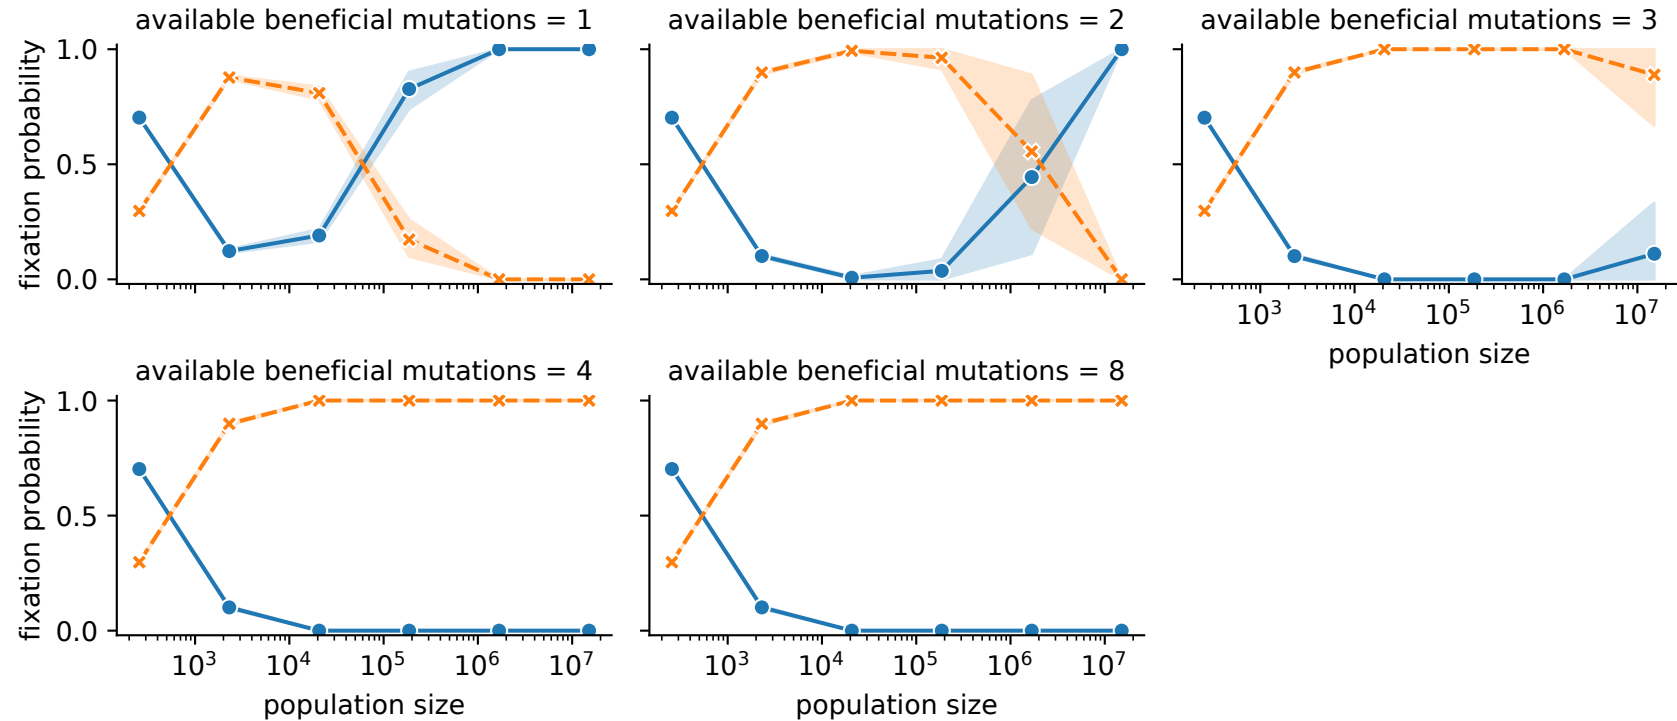 available beneficial mutations = 1
available beneficial mutations = 2
available beneficial mutations = 3
fixation probability
1.0
0.5
0.0
10³ 10⁴ 10⁵ 10⁶ 10⁷
population size
available beneficial mutations = 4
available beneficial mutations = 8
fixation probability
1.0
0.5
0.0
10³ 10⁴ 10⁵ 10⁶ 10⁷
10³ 10⁴ 10⁵ 10⁶ 10⁷
population size
population size